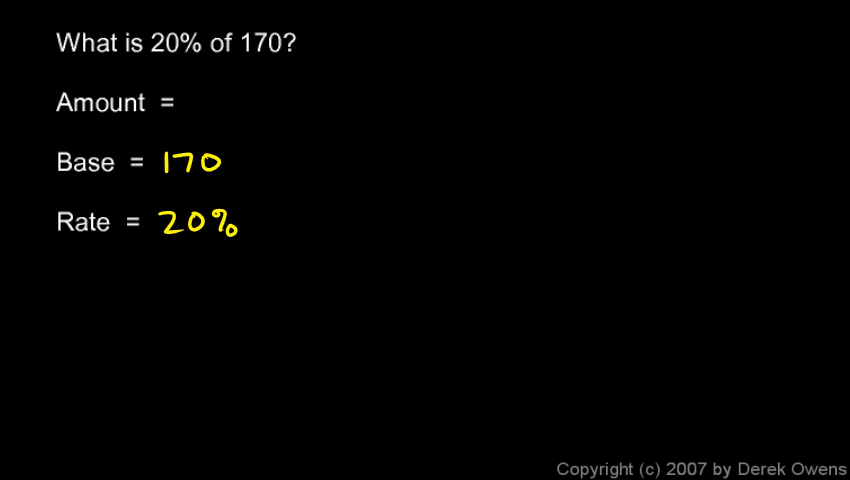 What is 20% of 170?
Amount =
Base = 170
Rate = 20%
Copyright (c) 2007 by Derek Owens